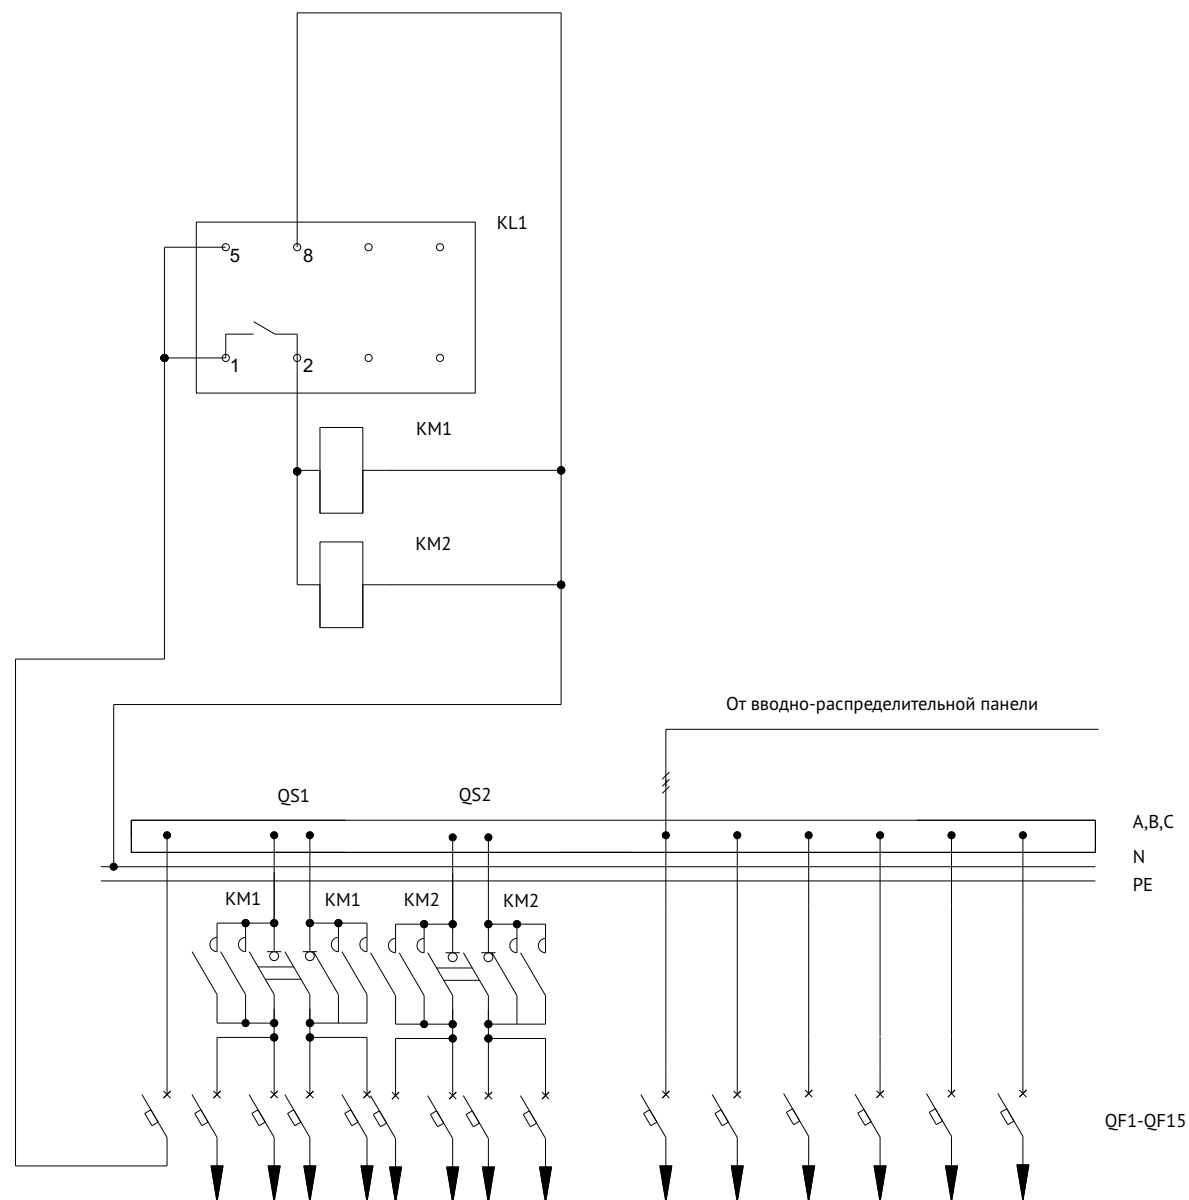 KL1
5
8
1
2
KM1
KM2
От вводно-распределительной панели
QS1
QS2
A,B,C
N
PE
KM1
KM1
KM2
KM2
QF1-QF15